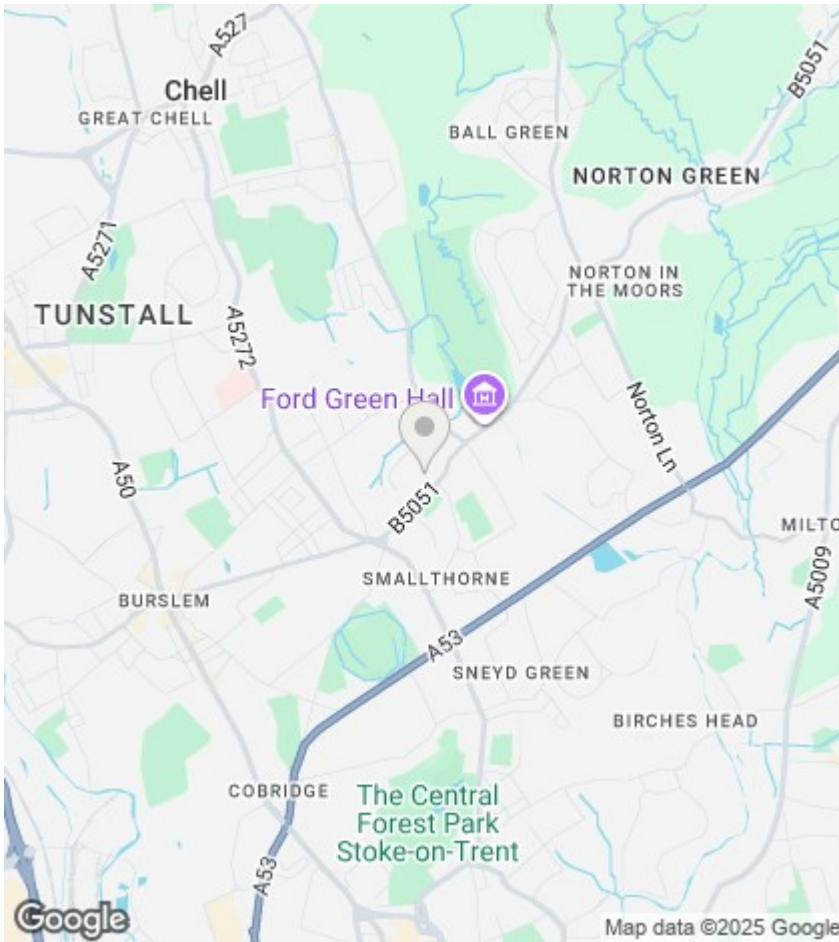 A527
Chell
GREAT CHELL
B5051
BALL GREEN
NORTON GREEN
A5271
NORTON IN
THE MOORS
TUNSTALL
A5272
Ford Green Hall
Norton Ln
A50
B5051
MILTO
SMALLTHORNE
A5009
BURSLEM
A53
SNEYD GREEN
BIRCHES HEAD
COBRIDGE
The Central
Forest Park
Stoke-on-Trent
A53
Google
Map data ©2025 Google